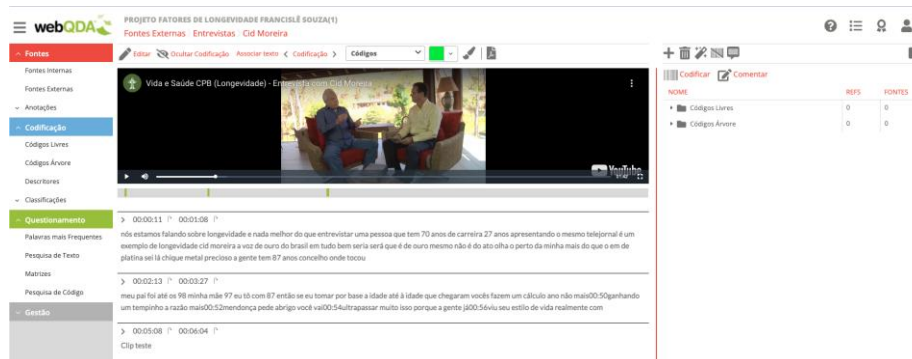 webQDA
PROJETO FATORES DE LONGEVIDADE FRANCISLÊ SOUZA(1)
Fontes Externas Entrevistas Cid Moreira
Fontes
Fontes Internas
Fontes Externas
Anotações
Codificação
Códigos Livres
Códigos Árvore
Descritores
Classificações
Questionamento
Palavras mais Frequentes
Pesquisa de Texto
Matrizes
Pesquisa de Código
Gestão
Editar Ocultar Codificação Associar texto < Codificação > Códigos
Vida e Saúde CPB (Longevidade) - Entrevista com Cid Moreira
YouTube
> 00:00:11 00:01:08
nós estamos falando sobre longevidade e nada melhor do que entrevistar uma pessoa que tem 70 anos de carreira 27 anos apresentando o mesmo telejornal é um
exemplo de longevidade cid moreira a voz de ouro do brasil em tudo bem seria será que é de ouro mesmo não é do ato olha o perto da minha mais do que o em de
platina sei lá chique metal precioso a gente tem 87 anos concelho onde tocou
> 00:02:13 00:03:27
meu pai foi até os 98 minha mãe 97 eu tô com 87 então se eu tomar por base a idade até à idade que chegaram vocês fazem um cálculo ano não mais00:50ganhando
um tempinho a razão mais00:52mendonça pede abrigo você vai00:54ultrapassar muito isso porque a gente já00:56viu seu estilo de vida realmente com
> 00:05:08 00:06:04
Clip teste
Codificar Comentar
NOME REFS FONTES
Códigos Livres 0 0
Códigos Árvore 0 0